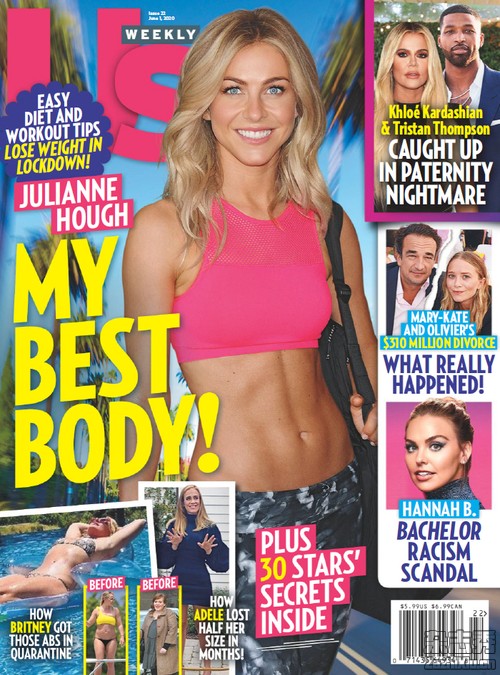 Us
WEEKLY
Issue 22
June 1, 2020
EASY
DIET AND
WORKOUT TIPS
LOSE WEIGHT IN
LOCKDOWN!
JULIANNE
HOUGH
MY
BEST
BODY!
Khloé Kardashian
& Tristan Thompson
CAUGHT UP
IN PATERNITY
NIGHTMARE
MARY-KATE
AND OLIVIER'S
$310 MILLION DIVORCE
WHAT REALLY
HAPPENED!
HANNAH B.
BACHELOR
RACISM
SCANDAL
PLUS
30 STARS'
SECRETS
INSIDE
HOW
BRITNEY GOT
THOSE ABS IN
QUARANTINE
BEFORE
BEFORE
HOW
ADELE LOST
HALF HER
SIZE IN
MONTHS!
$5.99US $6.99CAN
22>